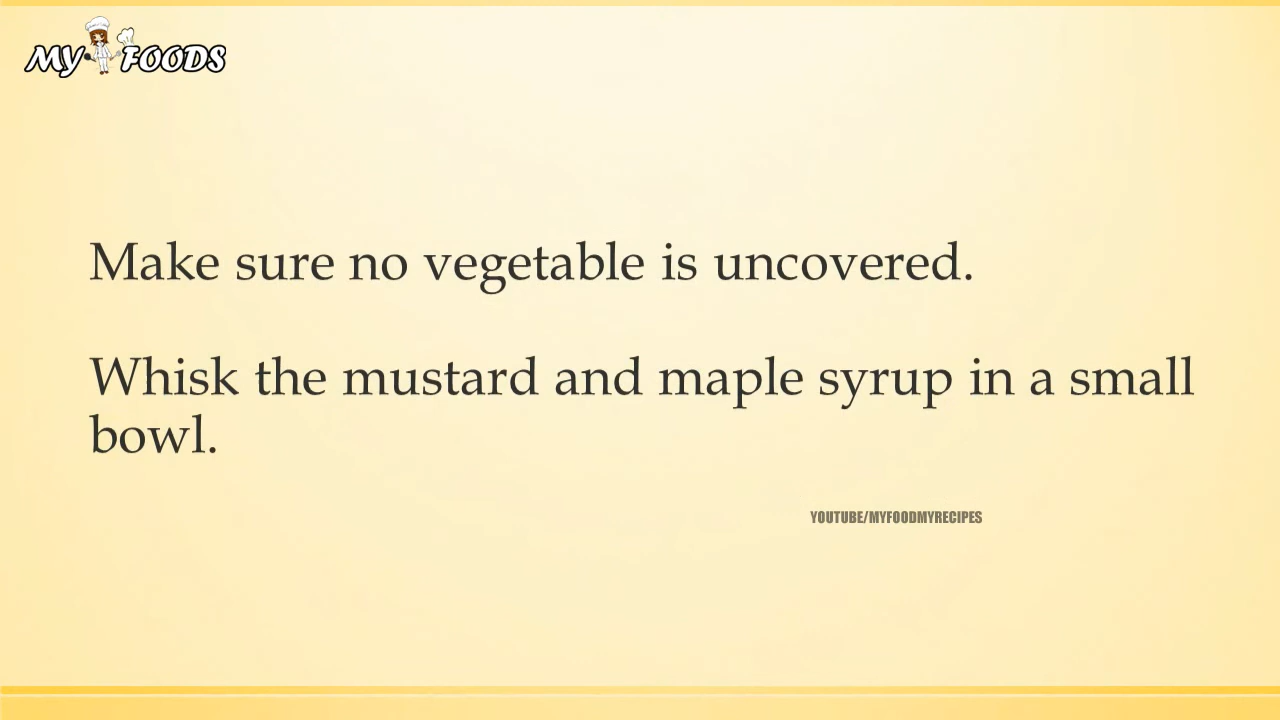 MY FOODS
Make sure no vegetable is uncovered.
Whisk the mustard and maple syrup in a small
bowl.
YOUTUBE/MYFOODMYRECIPES